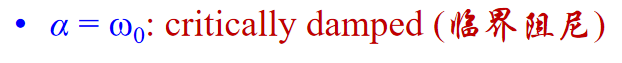 • α = ω₀: critically damped (临界阻尼)